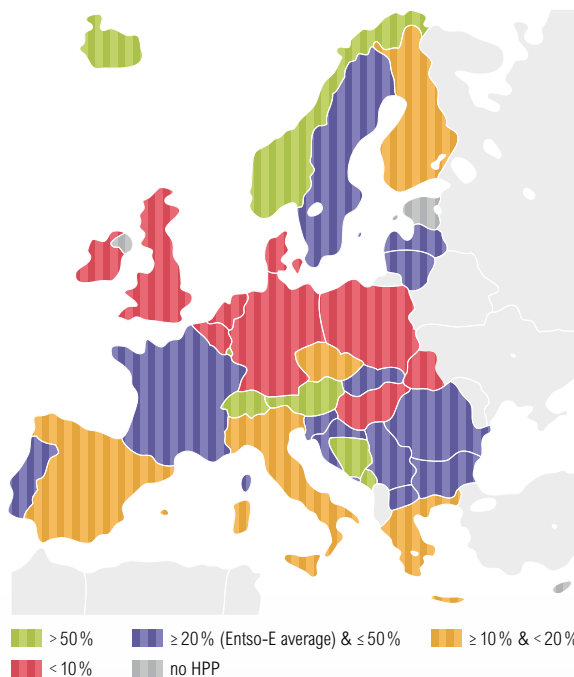 > 50 % ≥ 20 % (Entso-E average) & ≤ 50 % ≥ 10 % & < 20 %
< 10 % no HPP